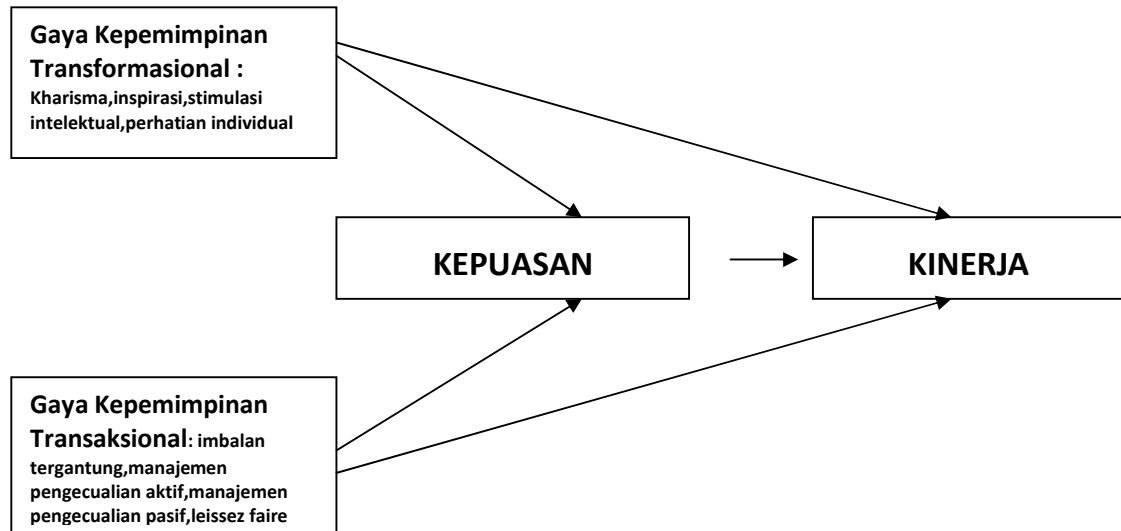 Gaya Kepemimpinan
Transformasional :
Kharisma,inspirasi,stimulasi
intelektual,perhatian individual
KEPUASAN
KINERJA
Gaya Kepemimpinan
Transaksional: imbalan
tergantung,manajemen
pengecualian aktif,manajemen
pengecualian pasif,leissez faire